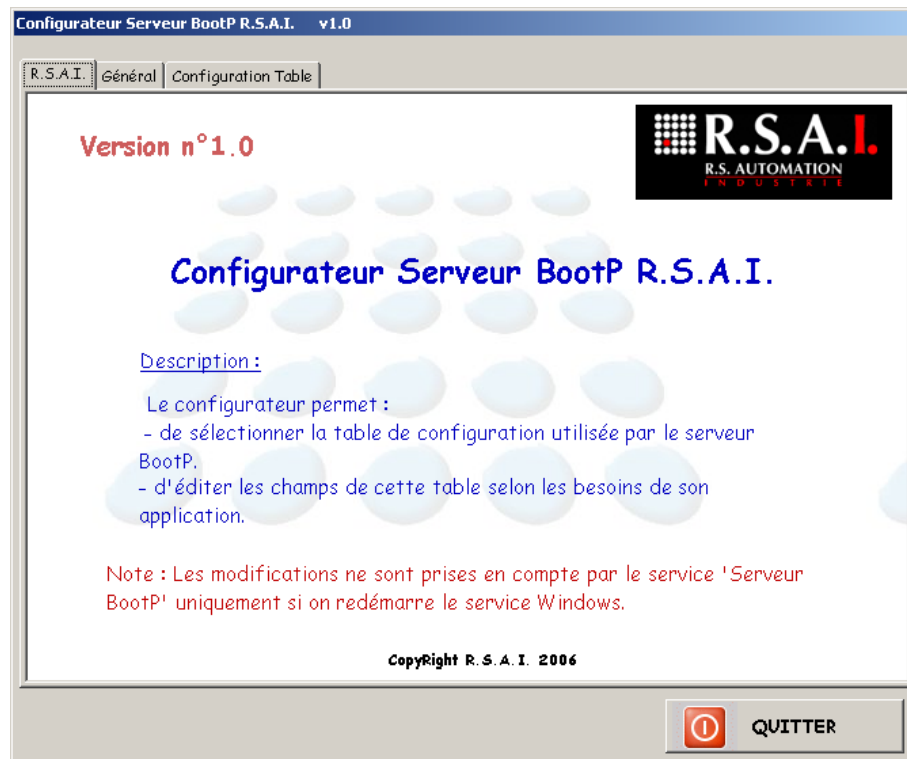 Configurateur Serveur BootP R.S.A.I. v1.0
R.S.A.I. Général Configuration Table
Version n°1.0
R.S.A.I.
R.S. AUTOMATION
INDUSTRIE
Configurateur Serveur BootP R.S.A.I.
Description :
Le configurateur permet :
- de sélectionner la table de configuration utilisée par le serveur
BootP.
- d'éditer les champs de cette table selon les besoins de son
application.
Note : Les modifications ne sont prises en compte par le service 'Serveur
BootP' uniquement si on redémarre le service Windows.
CopyRight R.S.A.I. 2006
QUITTER